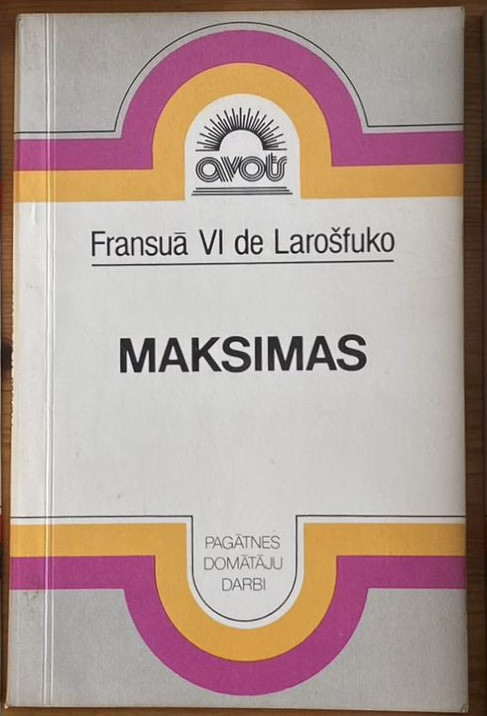 avots
Fransuā VI de Larošfuko
MAKSIMAS
PAGĀTNES
DOMĀTĀJU
DARBI